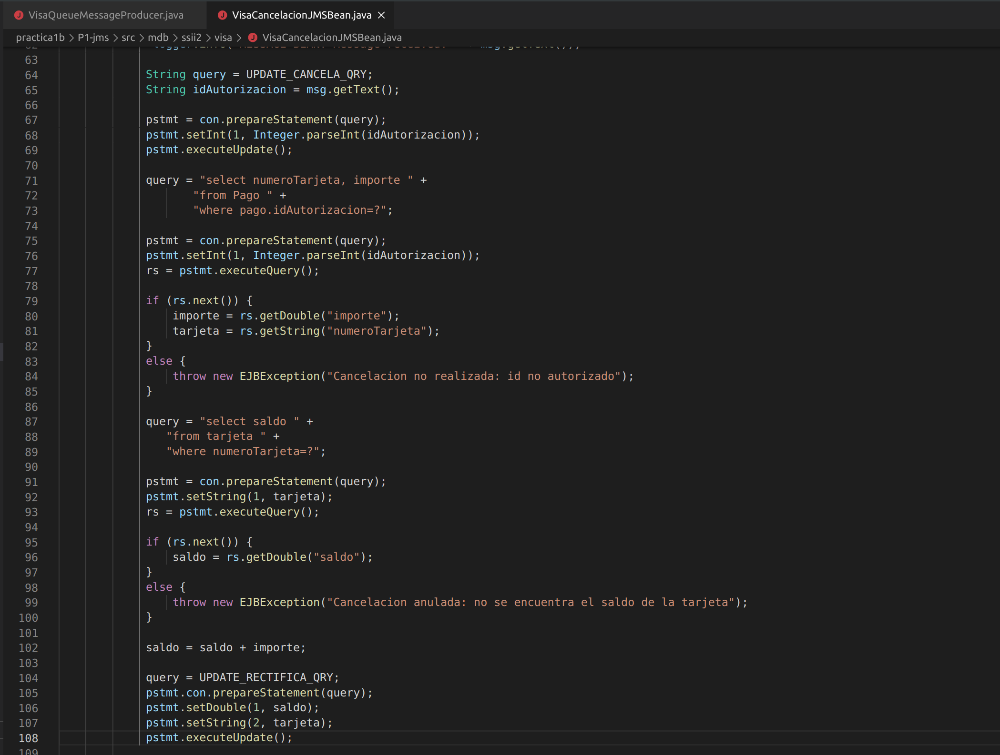 VisaQueueMessageProducer.java
VisaCancelacionJMSBean.java
practica1b > P1-jms > src > mdb > ssii2 > visa > VisaCancelacionJMSBean.java
63
64 String query = UPDATE_CANCELA_QRY;
65 String idAutorizacion = msg.getText();
66
67 pstmt = con.prepareStatement(query);
68 pstmt.setInt(1, Integer.parseInt(idAutorizacion));
69 pstmt.executeUpdate();
70
71 query = "select numeroTarjeta, importe " +
72 "from Pago " +
73 "where pago.idAutorizacion=?";
74
75 pstmt = con.prepareStatement(query);
76 pstmt.setInt(1, Integer.parseInt(idAutorizacion));
77 rs = pstmt.executeQuery();
78
79 if (rs.next()) {
80 importe = rs.getDouble("importe");
81 tarjeta = rs.getString("numeroTarjeta");
82 }
83 else {
84 throw new EJBException("Cancelacion no realizada: id no autorizado");
85 }
86
87 query = "select saldo " +
88 "from tarjeta " +
89 "where numeroTarjeta=?";
90
91 pstmt = con.prepareStatement(query);
92 pstmt.setString(1, tarjeta);
93 rs = pstmt.executeQuery();
94
95 if (rs.next()) {
96 saldo = rs.getDouble("saldo");
97 }
98 else {
99 throw new EJBException("Cancelacion anulada: no se encuentra el saldo de la tarjeta");
100 }
101
102 saldo = saldo + importe;
103
104 query = UPDATE_RECTIFICA_QRY;
105 pstmt.con.prepareStatement(query);
106 pstmt.setDouble(1, saldo);
107 pstmt.setString(2, tarjeta);
108 pstmt.executeUpdate();
109